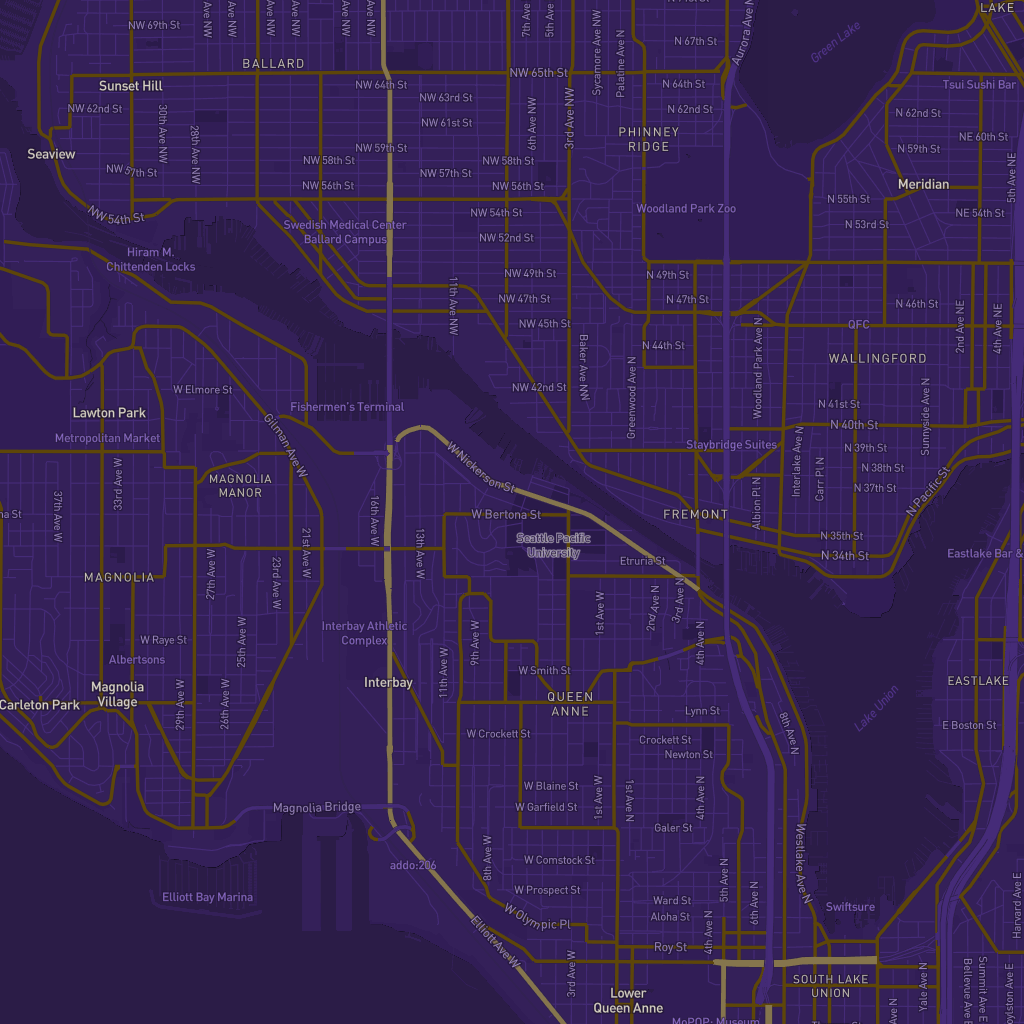 LAKE
NW 69th St
Ave NW
Ave NW
Ave NW
Ave NW
Ave NW
7th Ave
5th Ave
Sycamore Ave NW
Palatine Ave N
N 67th St
Aurora Ave N
Green Lake
BALLARD
NW 65th St
Sunset Hill
NW 64th St
N 64th St
Tsui Sushi Bar
NW 63rd St
NW 62nd St
N 62nd St
N 62nd St
30th Ave NW
28th Ave NW
NW 61st St
6th Ave NW
3rd Ave NW
PHINNEY
RIDGE
NE 60th St
NW 59th St
N 59th St
Seaview
NW 58th St
NW 58th St
NW 57th St
NW 57th St
5th Ave NE
Meridian
NW 56th St
NW 56th St
N 55th St
NW 54th St
NW 54th St
Woodland Park Zoo
NE 54th St
Swedish Medical Center
Ballard Campus
N 53rd St
NW 52nd St
Hiram M.
Chittenden Locks
NW 49th St
N 49th St
11th Ave NW
NW 47th St
N 47th St
N 46th St
2nd Ave NE
4th Ave NE
NW 45th St
QFC
N 44th St
Baker Ave NW
Greenwood Ave N
Woodland Park Ave N
WALLINGFORD
W Elmore St
NW 42nd St
Sunnyside Ave N
Lawton Park
Fishermen's Terminal
N 41st St
N 40th St
Metropolitan Market
Gilman Ave W
Staybridge Suites
Interlake Ave N
N 39th St
W Nickerson St
33rd Ave W
N 38th St
Carr Pl N
MAGNOLIA
MANOR
N 37th St
N Pacific St
37th Ave W
16th Ave W
Albion Pl N
W Bertona St
FREMONT
21st Ave W
13th Ave W
Seattle Pacific
University
N 35th St
N 34th St
Eastlake Bar &
Etruria St
MAGNOLIA
27th Ave W
23rd Ave W
1st Ave W
2nd Ave N
3rd Ave N
4th Ave N
Interbay Athletic
Complex
W Raye St
25th Ave W
9th Ave W
Albertsons
11th Ave W
W Smith St
Interbay
EASTLAKE
Magnolia
Village
QUEEN
ANNE
Carleton Park
29th Ave W
26th Ave W
Lynn St
Lake Union
8th Ave N
E Boston St
W Crockett St
Crockett St
Newton St
W Blaine St
1st Ave W
1st Ave N
4th Ave N
Magnolia Bridge
W Garfield St
Galer St
Westlake Ave N
8th Ave W
addo:206
W Comstock St
5th Ave N
6th Ave N
W Prospect St
Elliott Bay Marina
Ward St
Swiftsure
Harvard Ave E
W Olympic Pl
Aloha St
4th Ave N
Elliott Ave W
Roy St
3rd Ave W
SOUTH LAKE
UNION
Yale Ave N
Bellevue Ave E
Summit Ave E
Lower
Queen Anne
Ave N